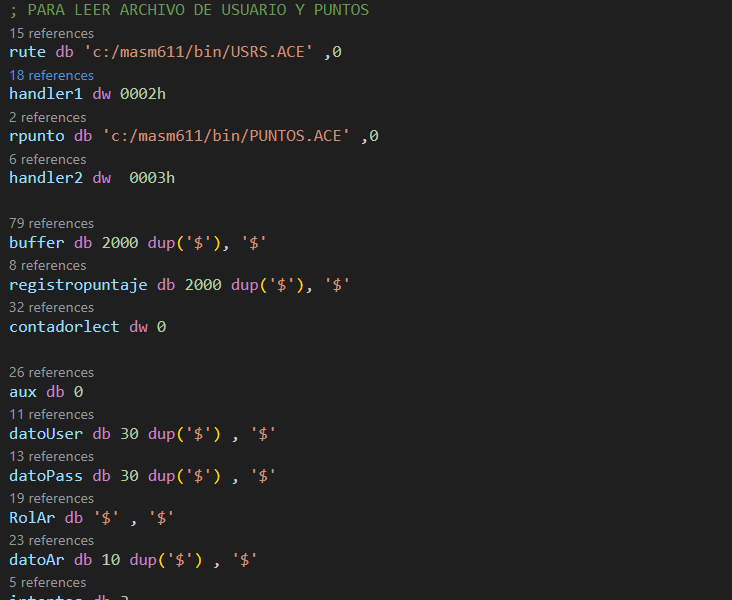 ; PARA LEER ARCHIVO DE USUARIO Y PUNTOS
15 references
rute db 'c:/masm611/bin/USRS.ACE' ,0
18 references
handler1 dw 0002h
2 references
rpunto db 'c:/masm611/bin/PUNTOS.ACE' ,0
6 references
handler2 dw  0003h
79 references
buffer db 2000 dup('$'), '$'
8 references
registropuntaje db 2000 dup('$'), '$'
32 references
contadorlect dw 0
26 references
aux db 0
11 references
datoUser db 30 dup('$') , '$'
13 references
datoPass db 30 dup('$') , '$'
19 references
RolAr db '$' , '$'
23 references
datoAr db 10 dup('$') , '$'
5 references